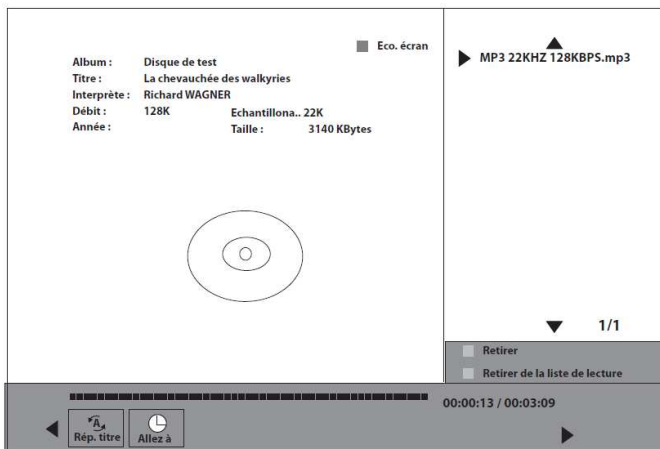 Eco. écran
Album : Disque de test
Titre : La chevauchée des walkyries
Interprète : Richard WAGNER
Débit : 128K Echantillona.. 22K
Année : Taille : 3140 KBytes
MP3 22KHZ 128KBPS.mp3
1/1
Retirer
Retirer de la liste de lecture
00:00:13 / 00:03:09
A
Rép. titre
Allez à